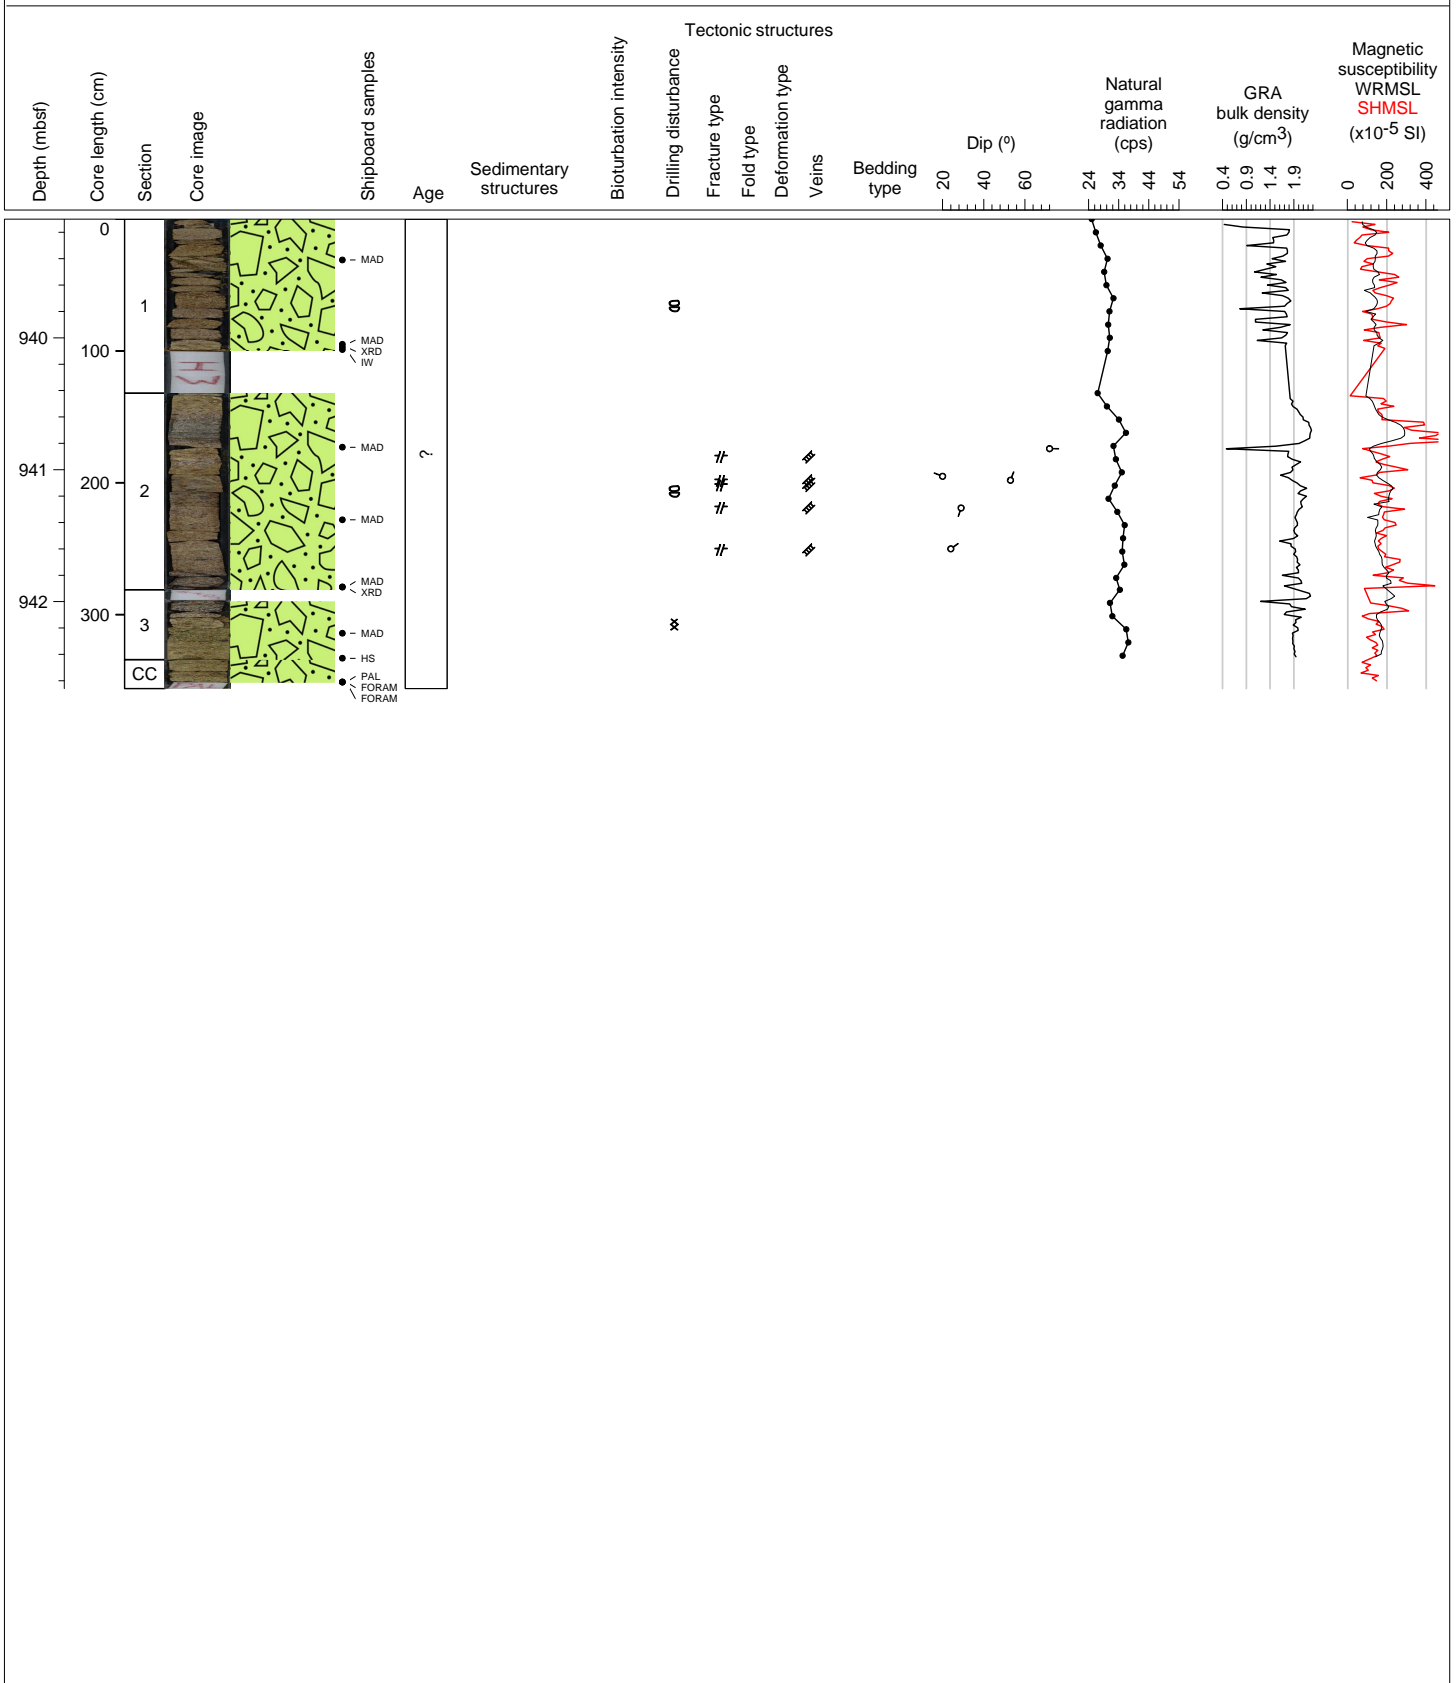 Tectonic structures
Depth (mbsf)
Core length (cm)
Section
Core image
Shipboard samples
Age
Sedimentary
structures
Bioturbation intensity
Drilling disturbance
Fracture type
Fold type
Deformation type
Veins
Bedding
type
Dip (º)
20 40 60
Natural
gamma
radiation
(cps)
24 34 44 54
GRA
bulk density
(g/cm3)
0.4 0.9 1.4 1.9
Magnetic
susceptibility
WRMSL
SHMSL
(x10-5 SI)
0 200 400
0
MAD
1
940
MAD
100
XRD
IW
MAD
?
941
200
2
MAD
MAD
XRD
942
300
3
MAD
HS
CC
PAL
FORAM
FORAM